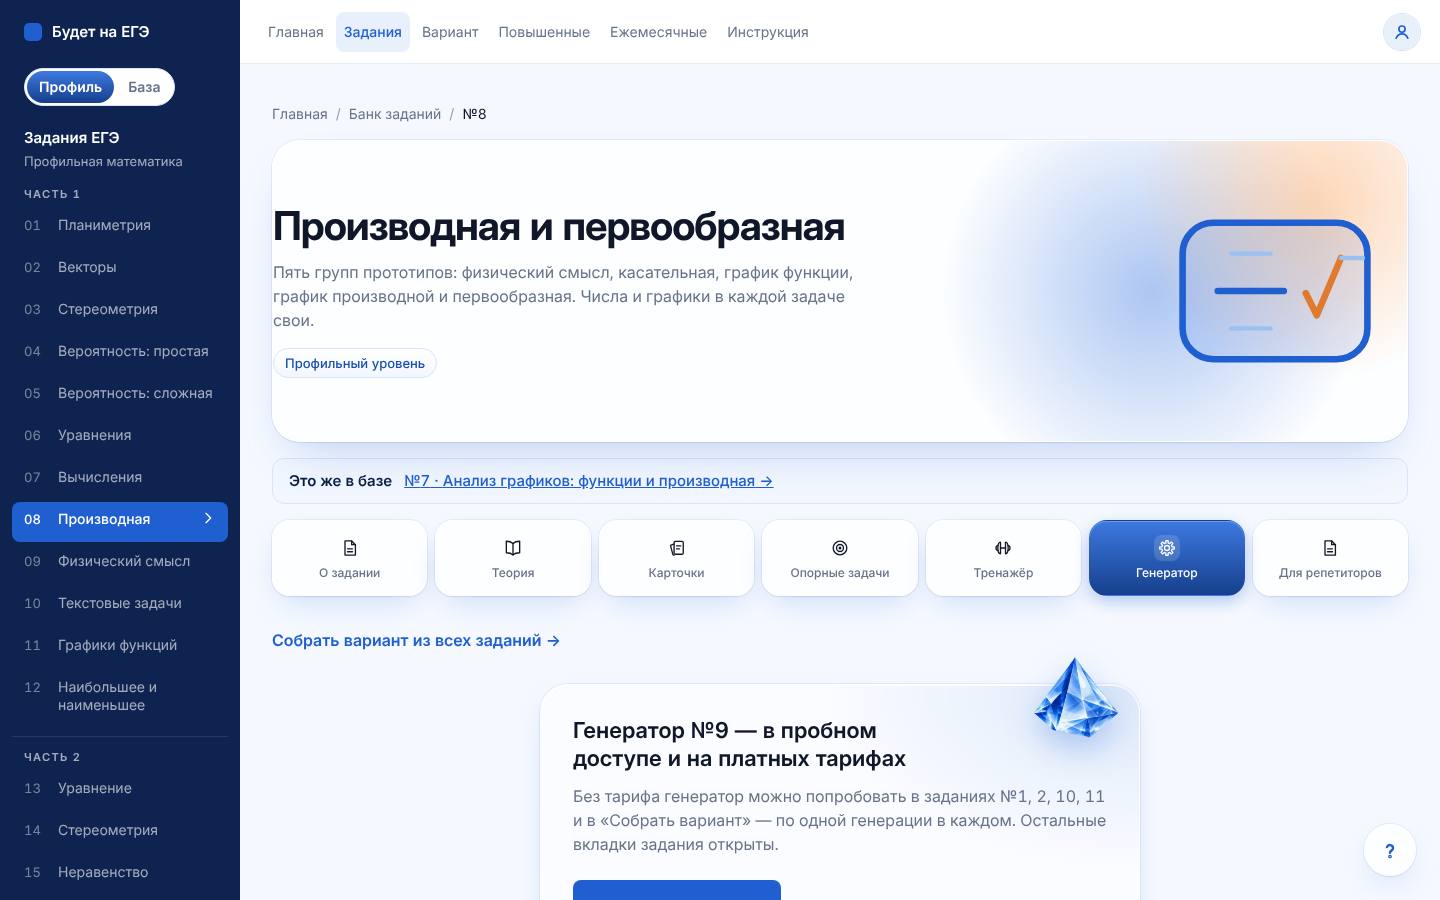 Будет на ЕГЭ
Профиль База
Задания ЕГЭ
Профильная математика
ЧАСТЬ 1
01 Планиметрия
02 Векторы
03 Стереометрия
04 Вероятность: простая
05 Вероятность: сложная
06 Уравнения
07 Вычисления
08 Производная
09 Физический смысл
10 Текстовые задачи
11 Графики функций
12 Наибольшее и
наименьшее
ЧАСТЬ 2
13 Уравнение
14 Стереометрия
15 Неравенство
Главная Задания Вариант Повышенные Ежемесячные Инструкция
Главная / Банк заданий / №8
Производная и первообразная
Пять групп прототипов: физический смысл, касательная, график функции,
график производной и первообразная. Числа и графики в каждой задаче
свои.
Профильный уровень
Это же в базе №7 · Анализ графиков: функции и производная →
О задании
Теория
Карточки
Опорные задачи
Тренажёр
Генератор
Для репетиторов
Собрать вариант из всех заданий →
Генератор №9 — в пробном
доступе и на платных тарифах
Без тарифа генератор можно попробовать в заданиях №1, 2, 10, 11
и в «Собрать вариант» — по одной генерации в каждом. Остальные
вкладки задания открыты.
?